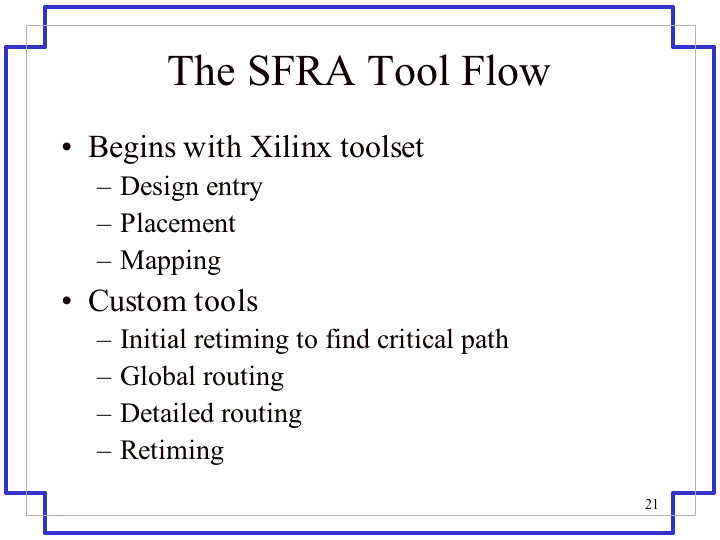 The SFRA Tool Flow
• Begins with Xilinx toolset
– Design entry
– Placement
– Mapping
• Custom tools
– Initial retiming to find critical path
– Global routing
– Detailed routing
– Retiming
21